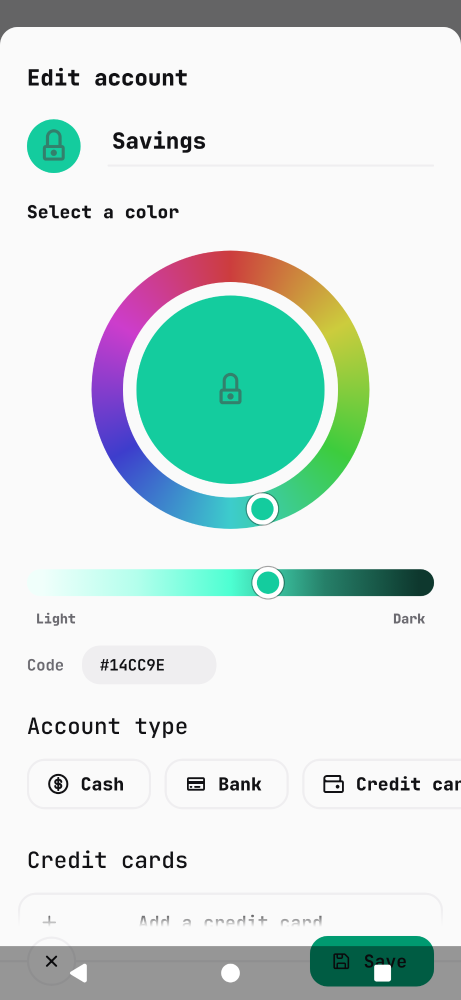 Edit account
Savings
Select a color
Light Dark
Code #14CC9E
Account type
Cash Bank Credit car
Credit cards
Add a credit card
Save